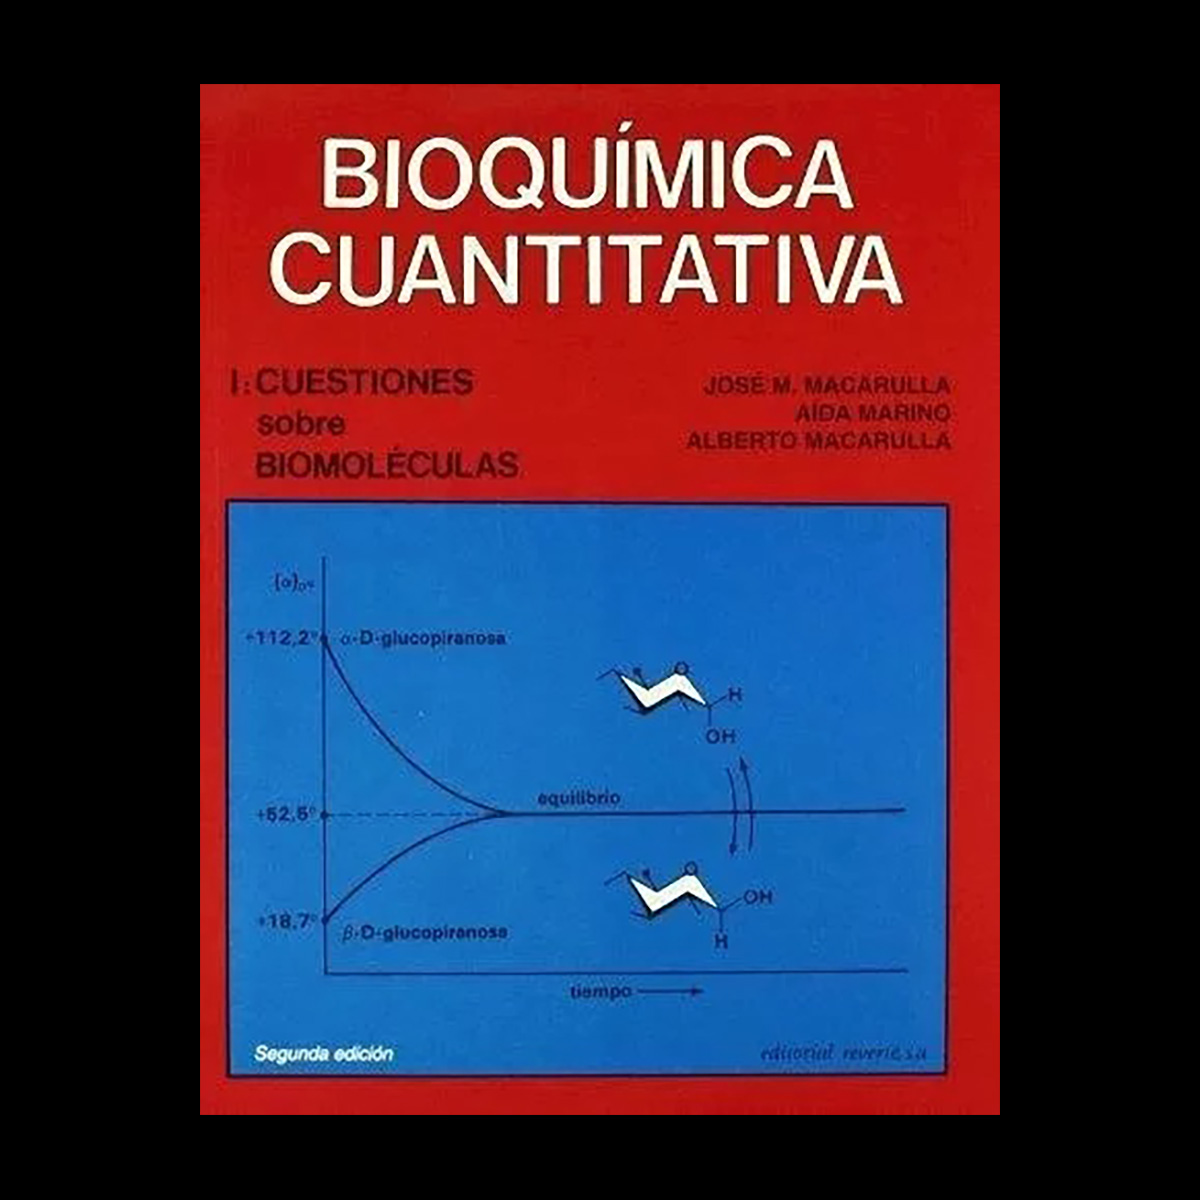 BIOQUÍMICA
CUANTITATIVA
I: CUESTIONES
sobre
BIOMOLÉCULAS
JOSÉ M. MACARULLA
AÍDA MARINO
ALBERTO MACARULLA
+112,2°
α-D-glucopiranosa
O
H
OH
equilibrio
+52,5°
O
OH
H
+18,7°
β-D-glucopiranosa
tiempo
Segunda edición
editorial reverté, s.a